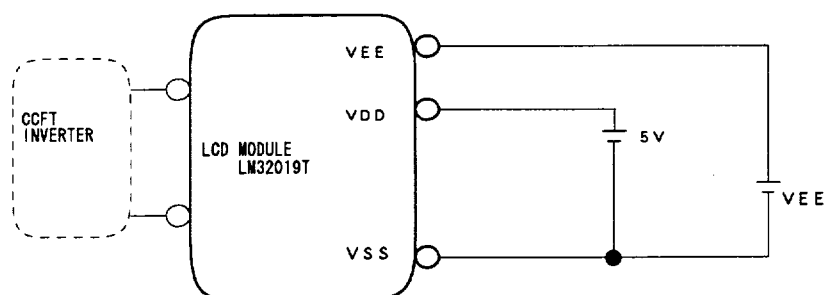 VEE
VDD
5V
CCFT
INVERTER
LCD MODULE
LM32019T
VEE
VSS